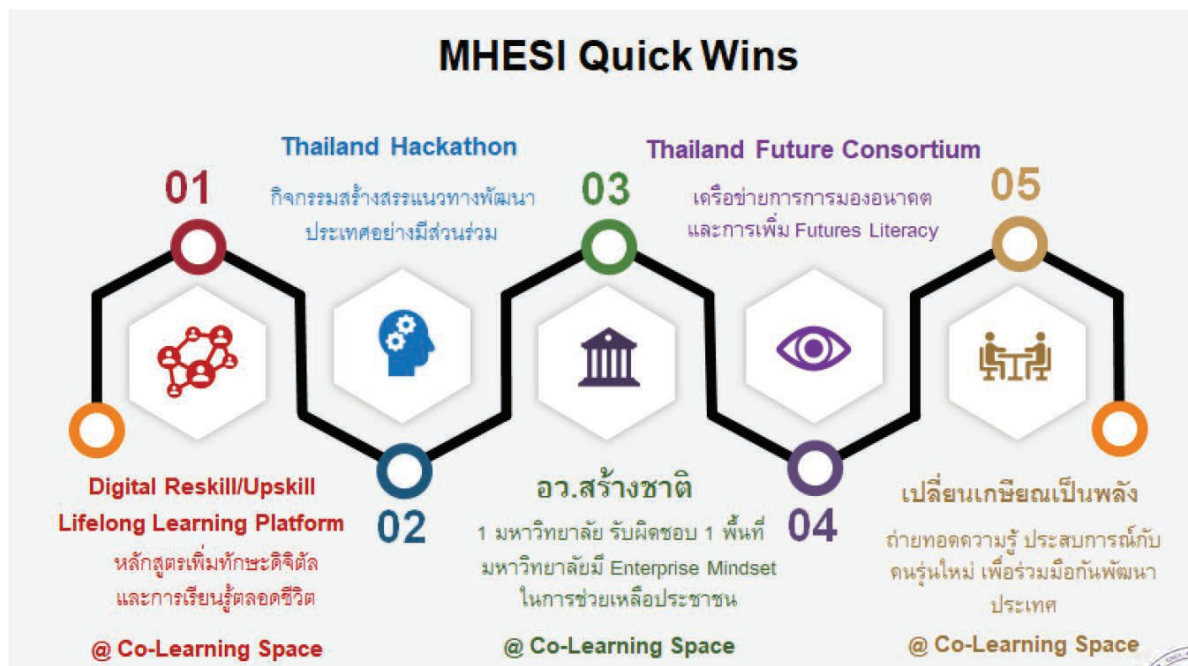 MHESI Quick Wins
01
Digital Reskill/Upskill
Lifelong Learning Platform
หลักสูตรเพิ่มทักษะดิจิตัล
และการเรียนรู้ตลอดชีวิต
@ Co-Learning Space
Thailand Hackathon
กิจกรรมสร้างสรรแนวทางพัฒนา
ประเทศอย่างมีส่วนร่วม
02
03
อว.สร้างชาติ
1 มหาวิทยาลัย รับผิดชอบ 1 พื้นที่
มหาวิทยาลัยมี Enterprise Mindset
ในการช่วยเหลือประชาชน
@ Co-Learning Space
Thailand Future Consortium
เครือข่ายการการมองอนาคต
และการเพิ่ม Futures Literacy
04
05
เปลี่ยนเกษียณเป็นพลัง
ถ่ายทอดความรู้ ประสบการณ์กับ
คนรุ่นใหม่ เพื่อร่วมมือกันพัฒนา
ประเทศ
@ Co-Learning Space